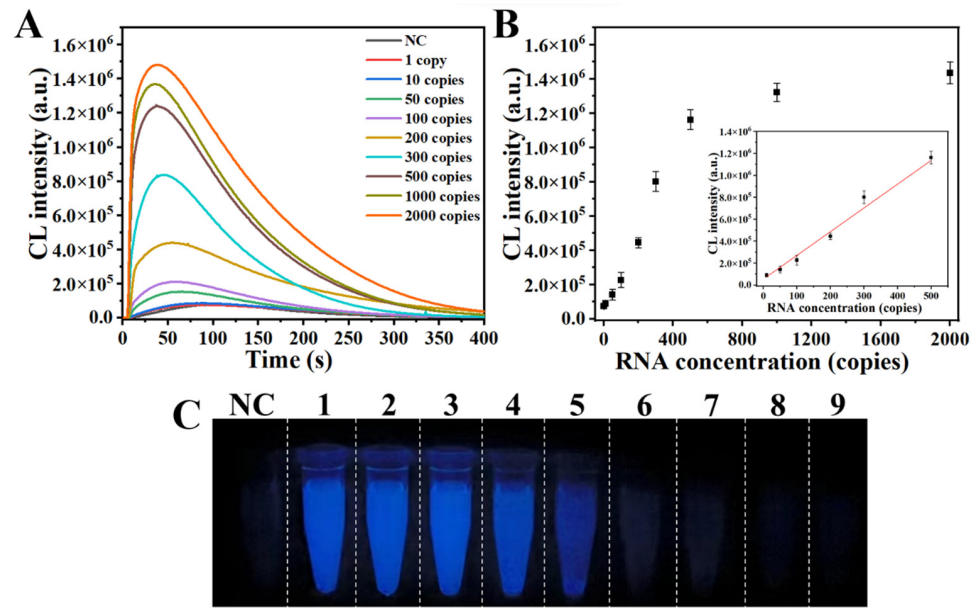 A
1.6×10⁶
1.4×10⁶
1.2×10⁶
1.0×10⁶
8.0×10⁵
6.0×10⁵
4.0×10⁵
2.0×10⁵
0.0
CL intensity (a.u.)
0 50 100 150 200 250 300 350 400
Time (s)
NC
1 copy
10 copies
50 copies
100 copies
200 copies
300 copies
500 copies
1000 copies
2000 copies
B
1.6×10⁶
1.4×10⁶
1.2×10⁶
1.0×10⁶
8.0×10⁵
6.0×10⁵
4.0×10⁵
2.0×10⁵
0.0
CL intensity (a.u.)
0 400 800 1200 1600 2000
RNA concentration (copies)
1.4×10⁶
1.2×10⁶
1.0×10⁶
8.0×10⁵
6.0×10⁵
4.0×10⁵
2.0×10⁵
0.0
CL intensity (a.u.)
0 100 200 300 400 500
RNA concentration (copies)
C
NC 1 2 3 4 5 6 7 8 9